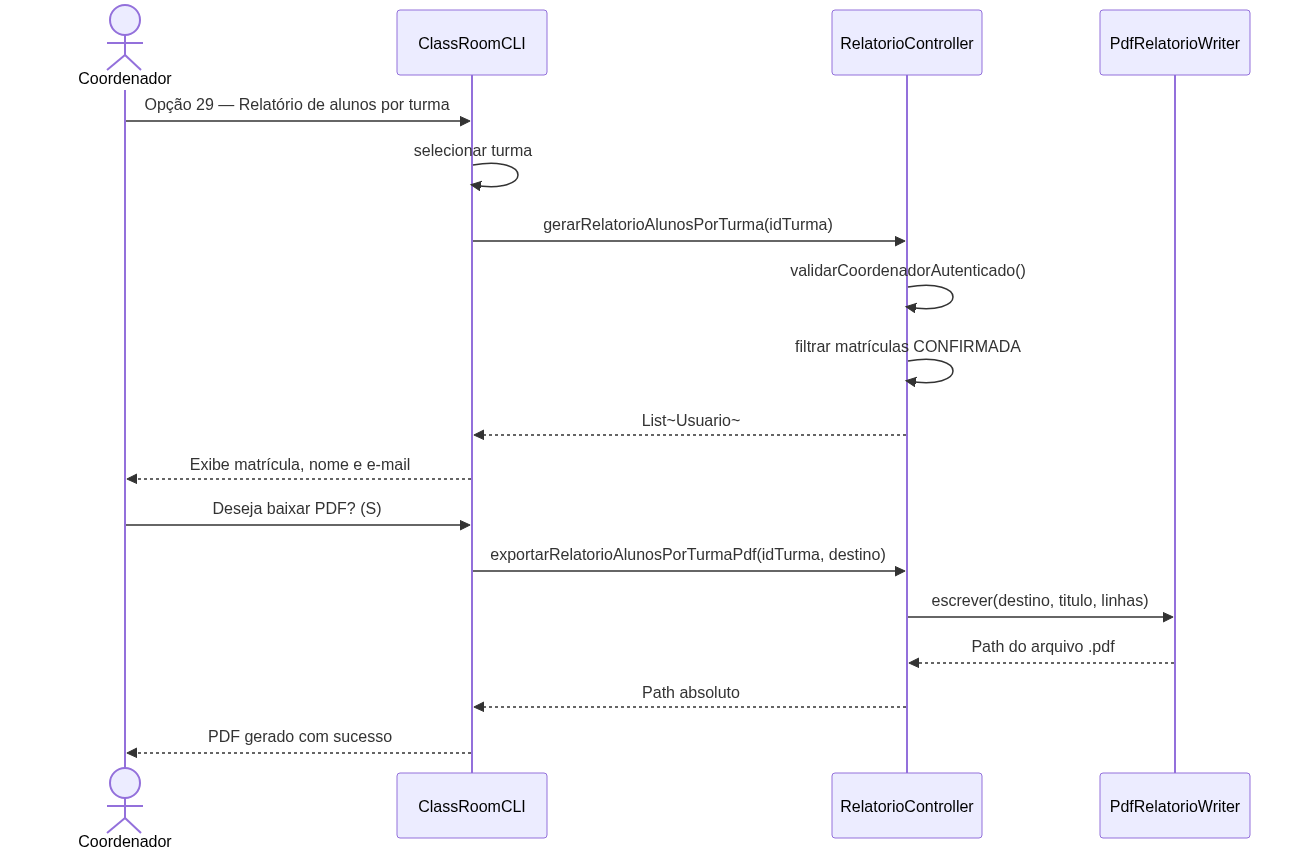 Coordenador
ClassRoomCLI
RelatorioController
PdfRelatorioWriter
Opção 29 — Relatório de alunos por turma
selecionar turma
gerarRelatorioAlunosPorTurma(idTurma)
validarCoordenadorAutenticado()
filtrar matrículas CONFIRMADA
List~Usuario~
Exibe matrícula, nome e e-mail
Deseja baixar PDF? (S)
exportarRelatorioAlunosPorTurmaPdf(idTurma, destino)
escrever(destino, titulo, linhas)
Path do arquivo .pdf
Path absoluto
PDF gerado com sucesso
Coordenador
ClassRoomCLI
RelatorioController
PdfRelatorioWriter